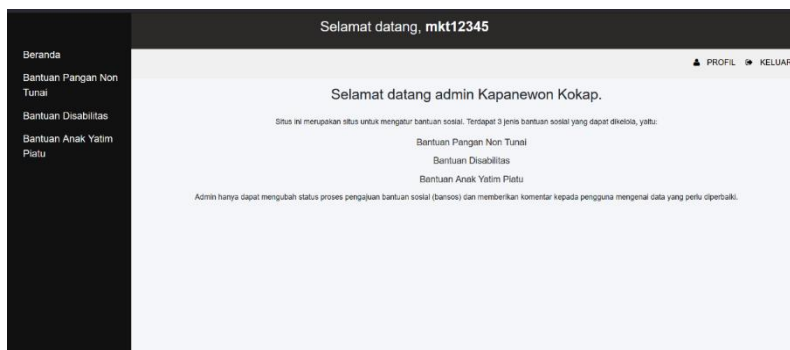 Selamat datang, mkt12345
Beranda
Bantuan Pangan Non
Tunai
Bantuan Disabilitas
Bantuan Anak Yatim
Piatu
PROFIL
KELUAR
Selamat datang admin Kapanewon Kokap.
Situs ini merupakan situs untuk mengatur bantuan sosial. Terdapat 3 jenis bantuan sosial yang dapat dikelola, yaitu:
Bantuan Pangan Non Tunai
Bantuan Disabilitas
Bantuan Anak Yatim Piatu
Admin hanya dapat mengubah status proses pengajuan bantuan sosial (bansos) dan memberikan komentar kepada pengguna mengenai data yang perlu diperbaiki.